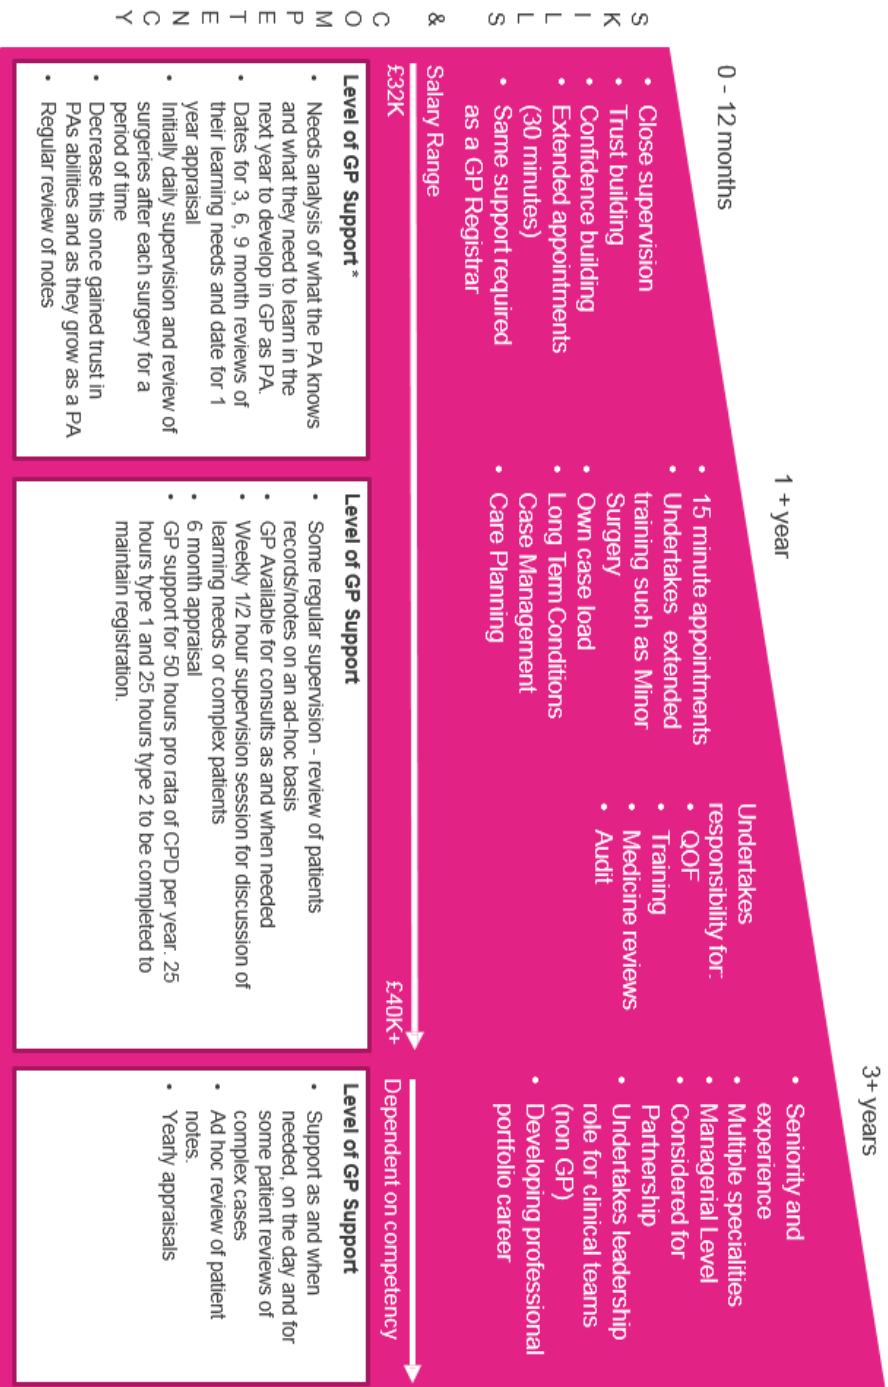 0 - 12 months
1 + year
3+ years
S
K
I
L
L
S
&
C
O
M
P
E
T
E
N
C
Y
• Close supervision
• Trust building
• Confidence building
• Extended appointments
(30 minutes)
• Same support required
as a GP Registrar
• 15 minute appointments
• Undertakes extended
training such as Minor
Surgery
• Own case load
• Long Term Conditions
Case Management
• Care Planning
Undertakes
responsibility for:
• QOF
• Training
• Medicine reviews
• Audit
• Seniority and
experience
• Multiple specialities
• Managerial Level
• Considered for
Partnership
• Undertakes leadership
role for clinical teams
(non GP)
• Developing professional
portfolio career
Salary Range
£32K
£40K+
Dependent on competency
Level of GP Support *
• Needs analysis of what the PA knows
and what they need to learn in the
next year to develop in GP as PA.
• Dates for 3, 6, 9 month reviews of
their learning needs and date for 1
year appraisal
• Initially daily supervision and review of
surgeries after each surgery for a
period of time
• Decrease this once gained trust in
PAs abilities and as they grow as a PA
• Regular review of notes
Level of GP Support
• Some regular supervision - review of patients
records/notes on an ad-hoc basis
• GP Available for consults as and when needed
• Weekly 1/2 hour supervision session for discussion of
learning needs or complex patients
• 6 month appraisal
• GP support for 50 hours pro rata of CPD per year. 25
hours type 1 and 25 hours type 2 to be completed to
maintain registration.
Level of GP Support
• Support as and when
needed, on the day and for
some patient reviews of
complex cases
• Ad hoc review of patient
notes.
• Yearly appraisals